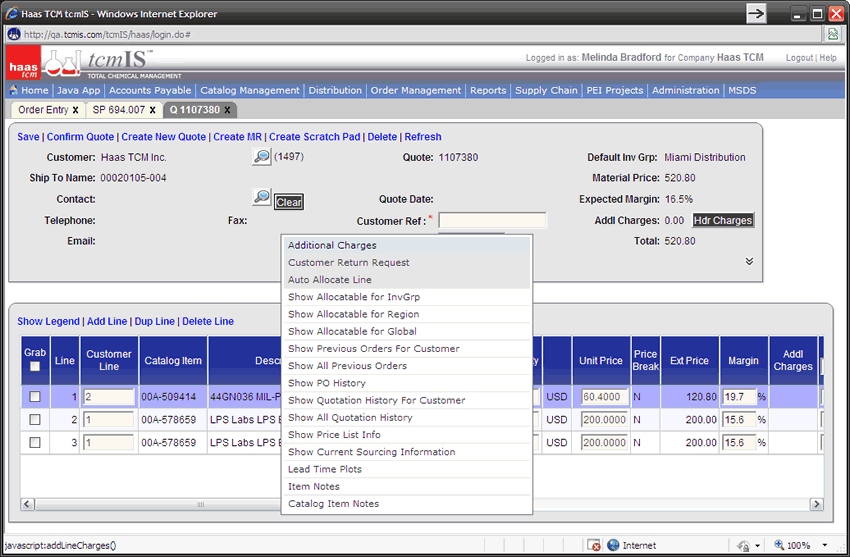 Haas TCM tcmIS - Windows Internet Explorer
http://qa.tcmis.com/tcmIS/haas/login.do#
haas tcm
tcmIS™
TOTAL CHEMICAL MANAGEMENT
Logged in as: Melinda Bradford for Company Haas TCM
Logout | Help
Home | Java App | Accounts Payable | Catalog Management | Distribution | Order Management | Reports | Supply Chain | PEI Projects | Administration | MSDS
Order Entry x SP 694.007 x Q 1107380 x
Save | Confirm Quote | Create New Quote | Create MR | Create Scratch Pad | Delete | Refresh
Customer: Haas TCM Inc. (1497) Quote: 1107380 Default Inv Grp: Miami Distribution
Ship To Name: 00020105-004 Material Price: 520.80
Contact: Clear Quote Date: Expected Margin: 16.5%
Telephone: Fax: Customer Ref : * Addl Charges: 0.00 Hdr Charges
Email: Total: 520.80
Additional Charges
Customer Return Request
Auto Allocate Line
Show Allocatable for InvGrp
Show Allocatable for Region
Show Allocatable for Global
Show Previous Orders For Customer
Show All Previous Orders
Show PO History
Show Quotation History For Customer
Show All Quotation History
Show Price List Info
Show Current Sourcing Information
Lead Time Plots
Item Notes
Catalog Item Notes
Show Legend | Add Line | Dup Line | Delete Line
Grab Line Customer Line Catalog Item Descr Unit Price Price Break Ext Price Margin Addl Charges
1 2 00A-509414 44GN036 MIL-P USD 60.4000 N 120.80 19.7 %
2 1 00A-578659 LPS Labs LPS USD 200.0000 N 200.00 15.6 %
3 1 00A-578659 LPS Labs LPS USD 200.0000 N 200.00 15.6 %
javascript:addLineCharges()
Internet
100%